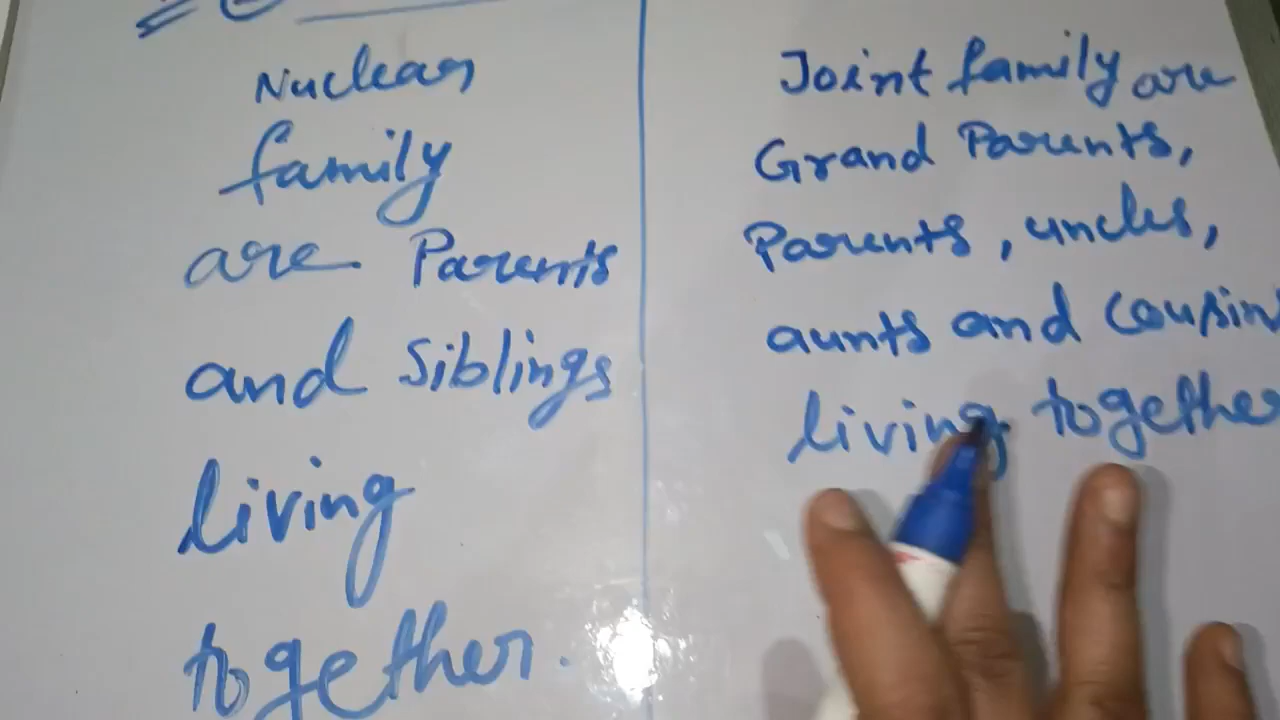 Nuclear
family
are Parents
and Siblings
living
together.
Joint family are
Grand Parents,
Parents, uncles,
aunts and cousins
living together